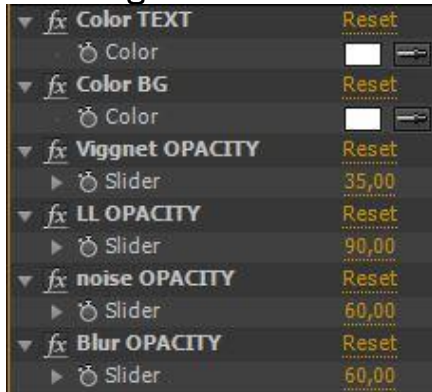 fx Color TEXT Reset
Color
fx Color BG Reset
Color
fx Viggnet OPACITY Reset
Slider 35,00
fx LL OPACITY Reset
Slider 90,00
fx noise OPACITY Reset
Slider 60,00
fx Blur OPACITY Reset
Slider 60,00